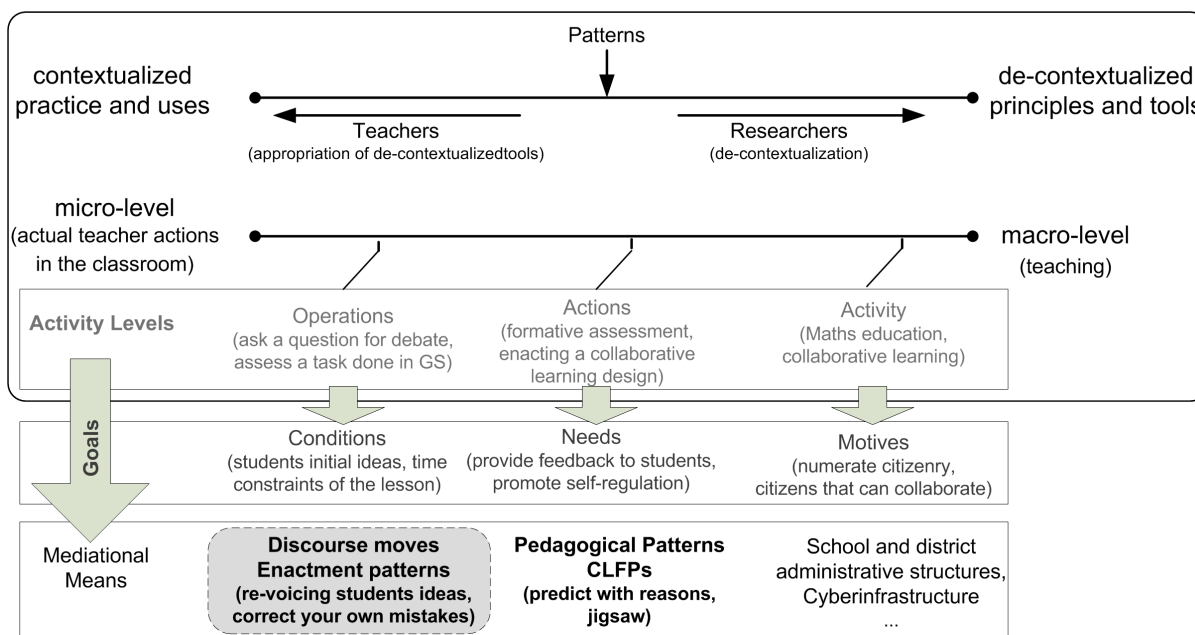 Patterns
contextualized
practice and uses
de-contextualized
principles and tools
Teachers
(appropriation of de-contextualizedtools)
Researchers
(de-contextualization)
micro-level
(actual teacher actions
in the classroom)
macro-level
(teaching)
Activity Levels
Operations
(ask a question for debate,
assess a task done in GS)
Actions
(formative assessment,
enacting a collaborative
learning design)
Activity
(Maths education,
collaborative learning)
Goals
Conditions
(students initial ideas, time
constraints of the lesson)
Needs
(provide feedback to students,
promote self-regulation)
Motives
(numerate citizenry,
citizens that can collaborate)
Mediational
Means
Discourse moves
Enactment patterns
(re-voicing students ideas,
correct your own mistakes)
Pedagogical Patterns
CLFPs
(predict with reasons,
jigsaw)
School and district
administrative structures,
Cyberinfrastructure
...